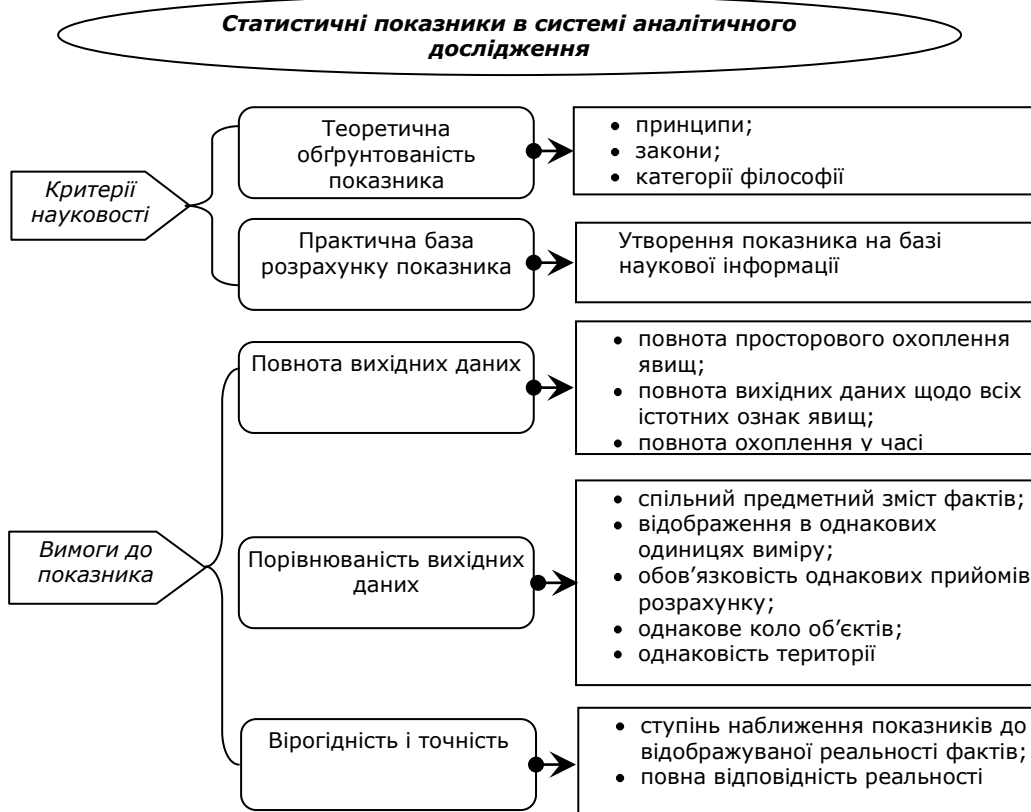 Статистичні показники в системі аналітичного
дослідження
Критерії
науковості
Теоретична
обґрунтованість
показника
• принципи;
• закони;
• категорії філософії
Практична база
розрахунку показника
Утворення показника на базі
наукової інформації
Вимоги до
показника
Повнота вихідних даних
• повнота просторового охоплення
явищ;
• повнота вихідних даних щодо всіх
істотних ознак явищ;
• повнота охоплення у часі
Порівнюваність вихідних
даних
• спільний предметний зміст фактів;
• відображення в однакових
одиницях виміру;
• обов’язковість однакових прийомів
розрахунку;
• однакове коло об’єктів;
• однаковість території
Вірогідність і точність
• ступінь наближення показників до
відображуваної реальності фактів;
• повна відповідність реальності